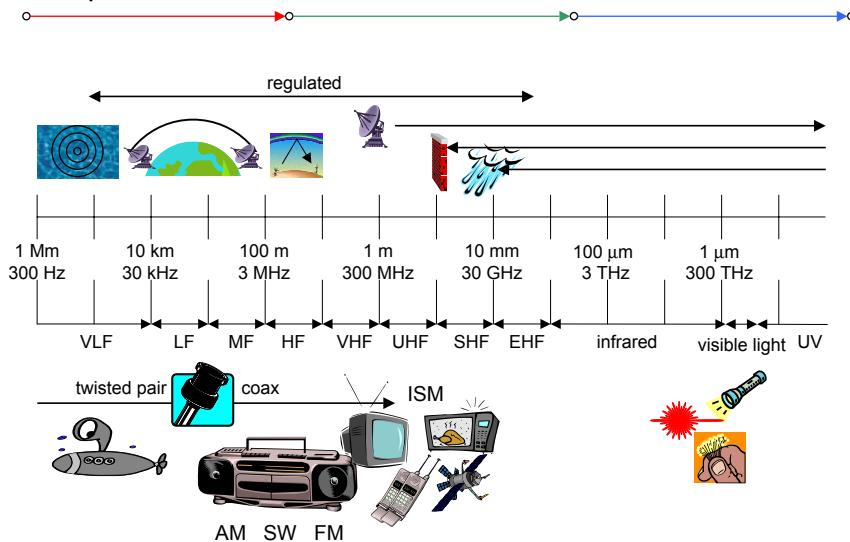 regulated
1 Mm 10 km 100 m 1 m 10 mm 100 μm 1 μm
300 Hz 30 kHz 3 MHz 300 MHz 30 GHz 3 THz 300 THz
VLF LF MF HF VHF UHF SHF EHF infrared visible light UV
twisted pair coax ISM
AM SW FM